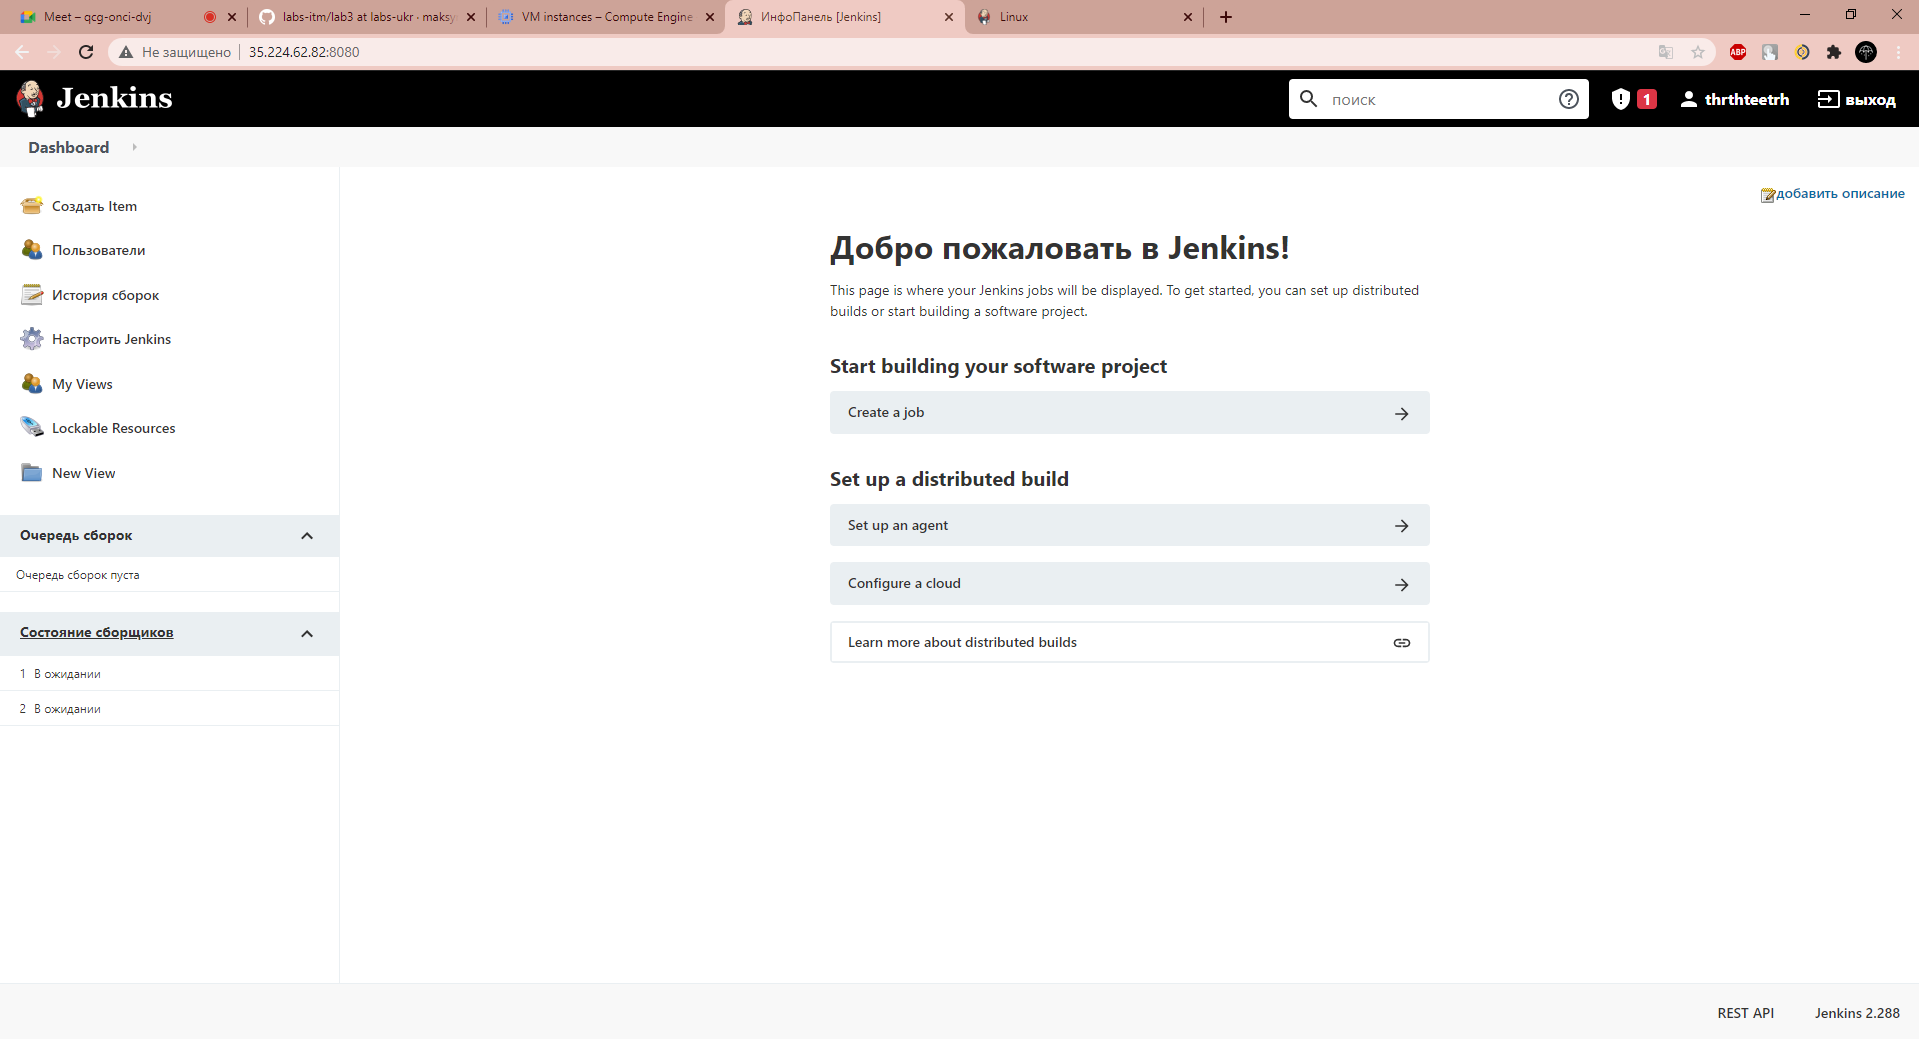 Meet – qcg-onci-dvj
labs-itm/lab3 at labs-ukr · maksy
VM instances – Compute Engine
ИнфоПанель [Jenkins]
Linux
Не защищено
35.224.62.82:8080
ABP
Jenkins
поиск
1
thrthteetrh
выход
Dashboard
добавить описание
Создать Item
Пользователи
История сборок
Настроить Jenkins
My Views
Lockable Resources
New View
Очередь сборок
Очередь сборок пуста
Состояние сборщиков
1 В ожидании
2 В ожидании
Добро пожаловать в Jenkins!
This page is where your Jenkins jobs will be displayed. To get started, you can set up distributed
builds or start building a software project.
Start building your software project
Create a job
Set up a distributed build
Set up an agent
Configure a cloud
Learn more about distributed builds
REST API
Jenkins 2.288